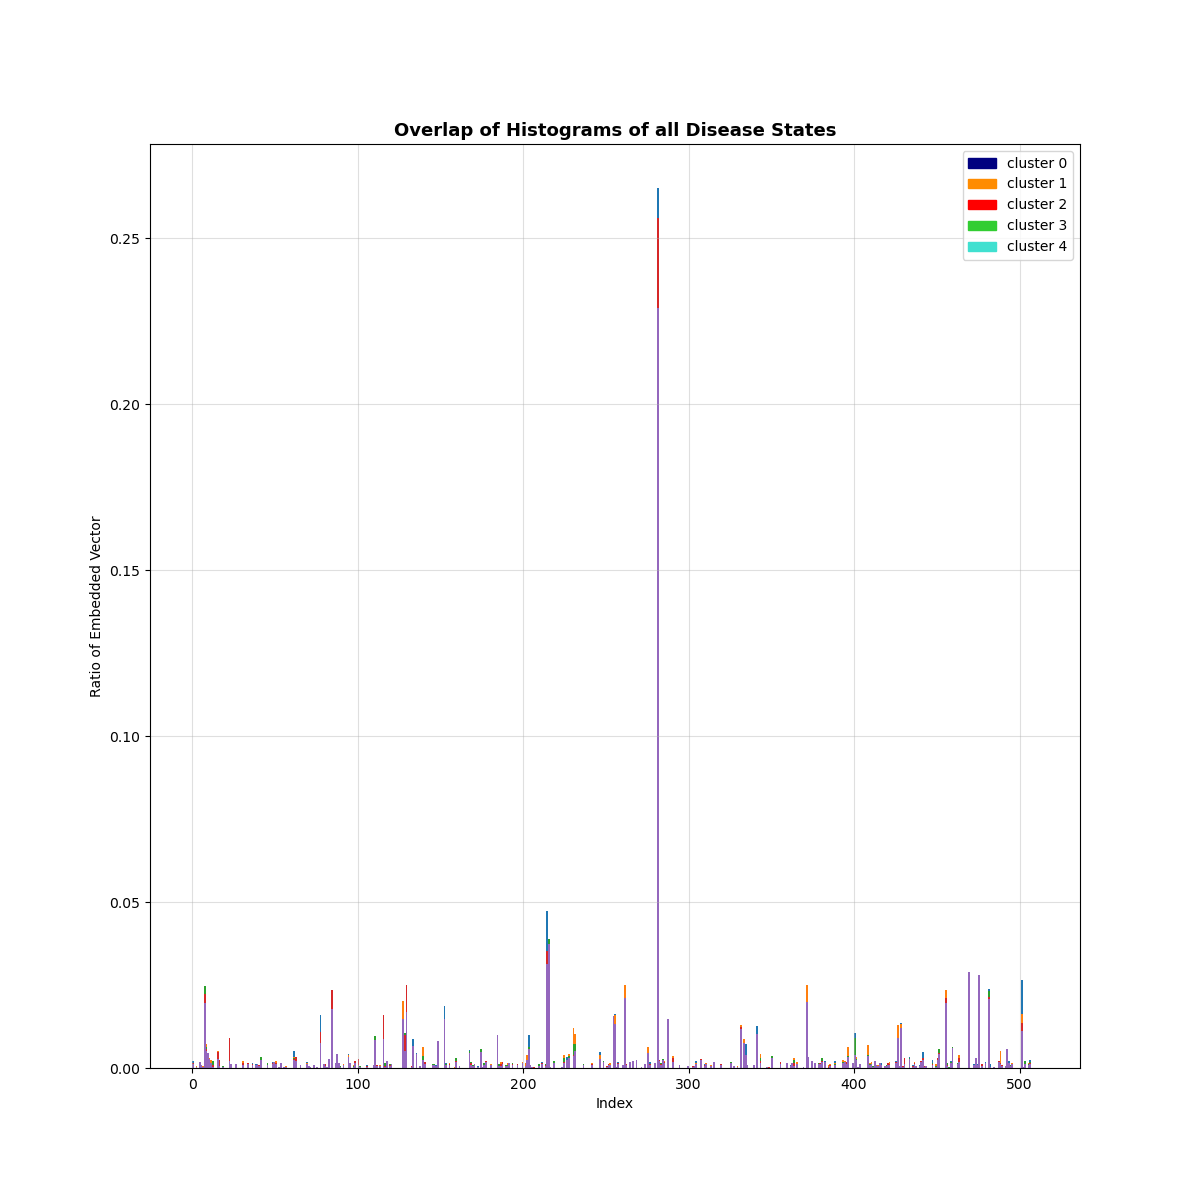 Overlap of Histograms of all Disease States
cluster 0
cluster 1
cluster 2
cluster 3
cluster 4
0.25
0.20
0.15
0.10
0.05
0.00
Ratio of Embedded Vector
0 100 200 300 400 500
Index